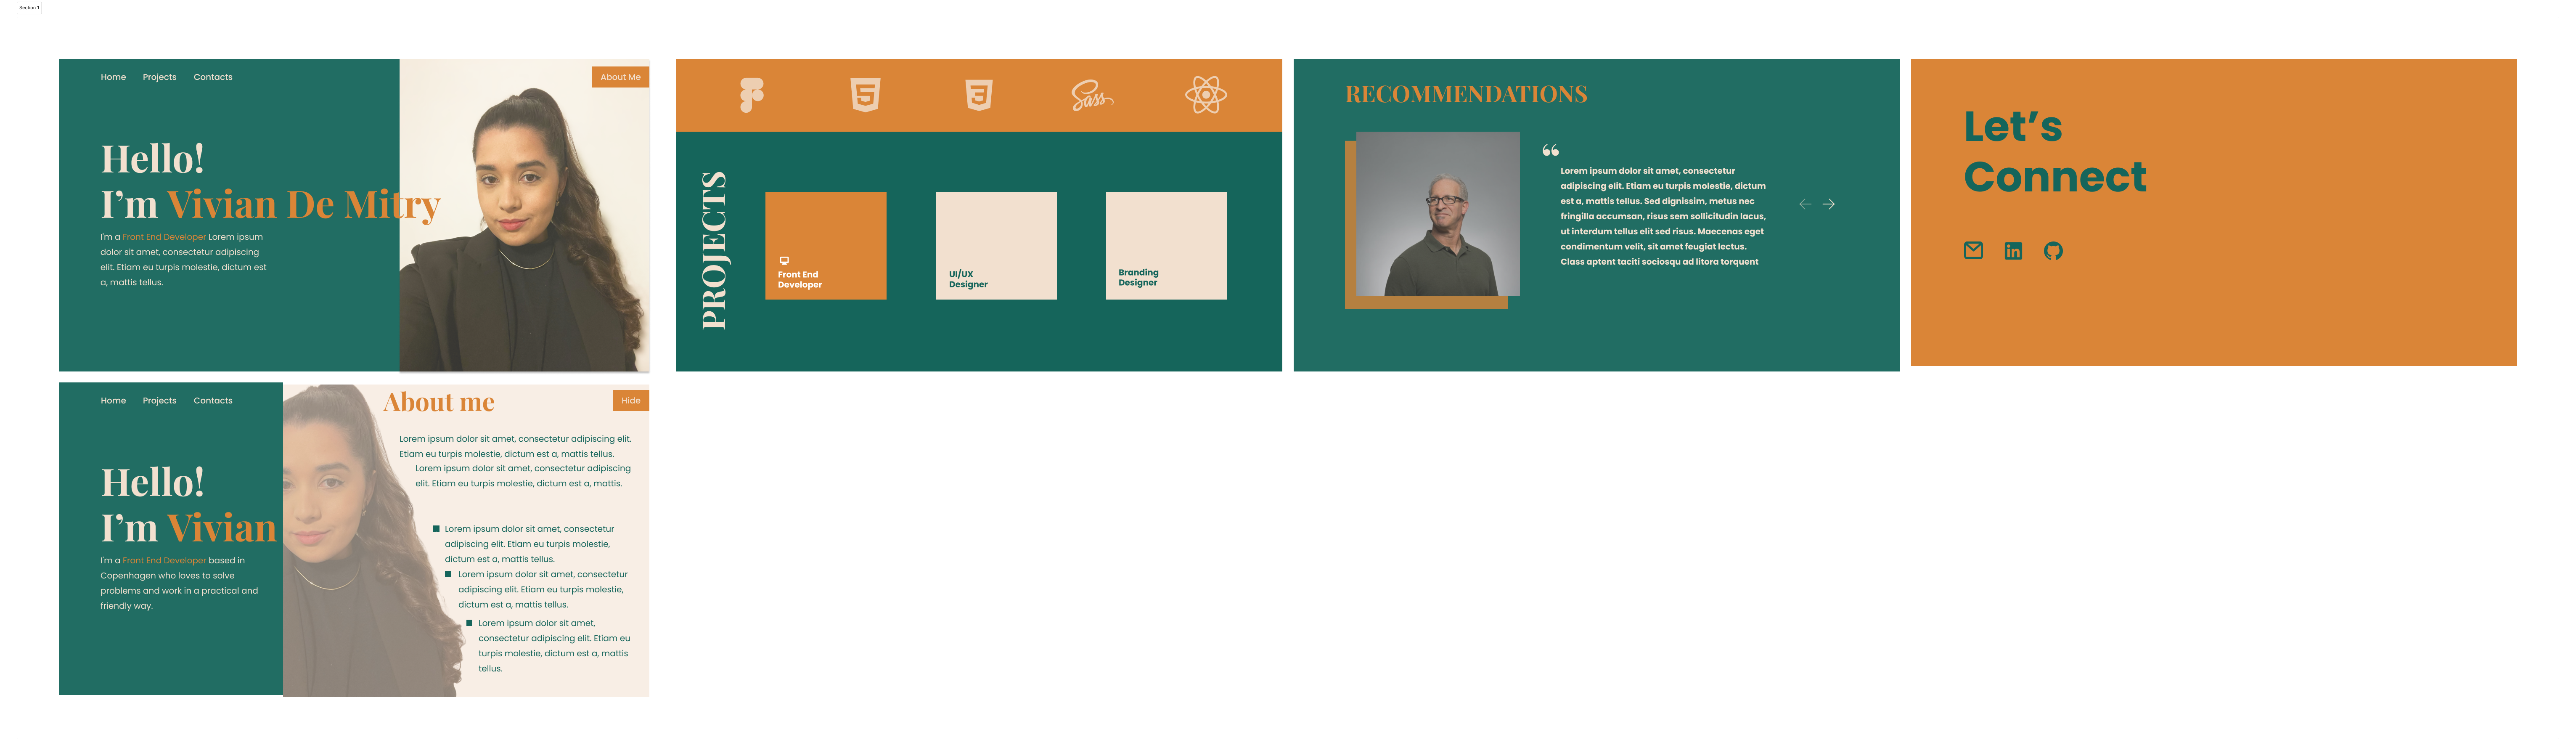 Section 1
Home Projects Contacts
About Me
Hello!
I'm Vivian De Mitry
I'm a Front End Developer Lorem ipsum
dolor sit amet, consectetur adipiscing
elit. Etiam eu turpis molestie, dictum est
a, mattis tellus.
5
3
Sass
PROJECTS
Front End
Developer
UI/UX
Designer
Branding
Designer
RECOMMENDATIONS
“
Lorem ipsum dolor sit amet, consectetur
adipiscing elit. Etiam eu turpis molestie, dictum
est a, mattis tellus. Sed dignissim, metus nec
fringilla accumsan, risus sem sollicitudin lacus,
ut interdum tellus elit sed risus. Maecenas eget
condimentum velit, sit amet feugiat lectus.
Class aptent taciti sociosqu ad litora torquent
Let's
Connect
in
Home Projects Contacts
Hello!
I'm Vivian
I'm a Front End Developer based in
Copenhagen who loves to solve
problems and work in a practical and
friendly way.
About me
Hide
Lorem ipsum dolor sit amet, consectetur adipiscing elit.
Etiam eu turpis molestie, dictum est a, mattis tellus.
Lorem ipsum dolor sit amet, consectetur adipiscing
elit. Etiam eu turpis molestie, dictum est a, mattis.
Lorem ipsum dolor sit amet, consectetur
adipiscing elit. Etiam eu turpis molestie,
dictum est a, mattis tellus.
Lorem ipsum dolor sit amet, consectetur
adipiscing elit. Etiam eu turpis molestie,
dictum est a, mattis tellus.
Lorem ipsum dolor sit amet,
consectetur adipiscing elit. Etiam eu
turpis molestie, dictum est a, mattis
tellus.